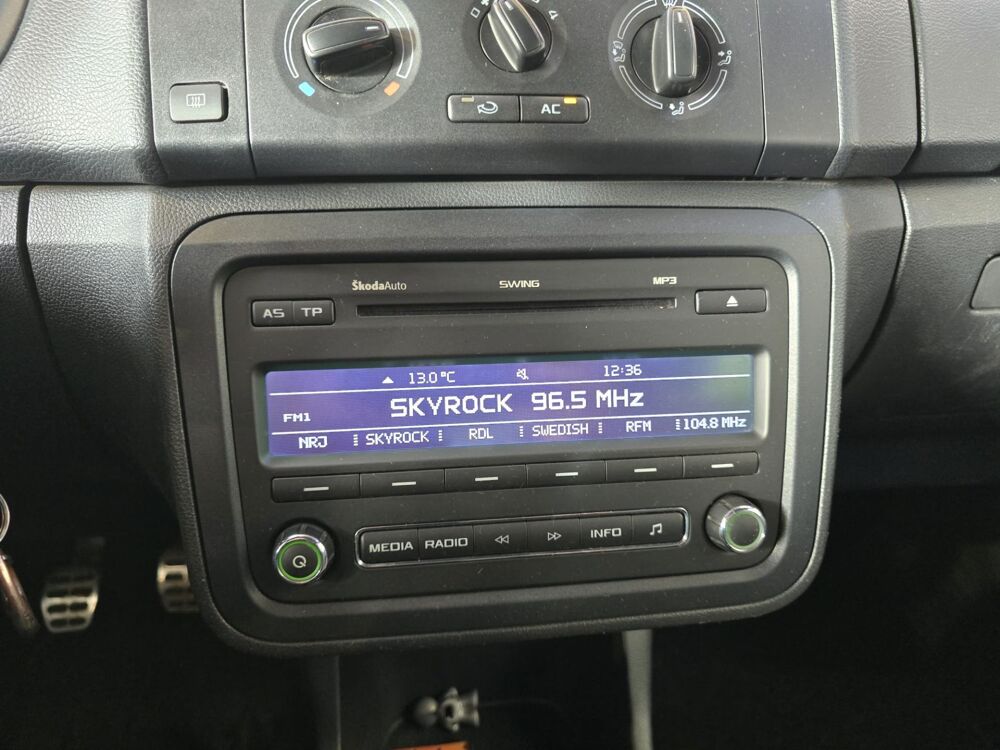 4
AC
ŠkodaAuto SWING MP3
AS TP
13.0°C 12:36
SKYROCK 96.5 MHz
FM1
NRJ SKYROCK RDL SWEDISH RFM 104.8 MHz
MEDIA RADIO INFO